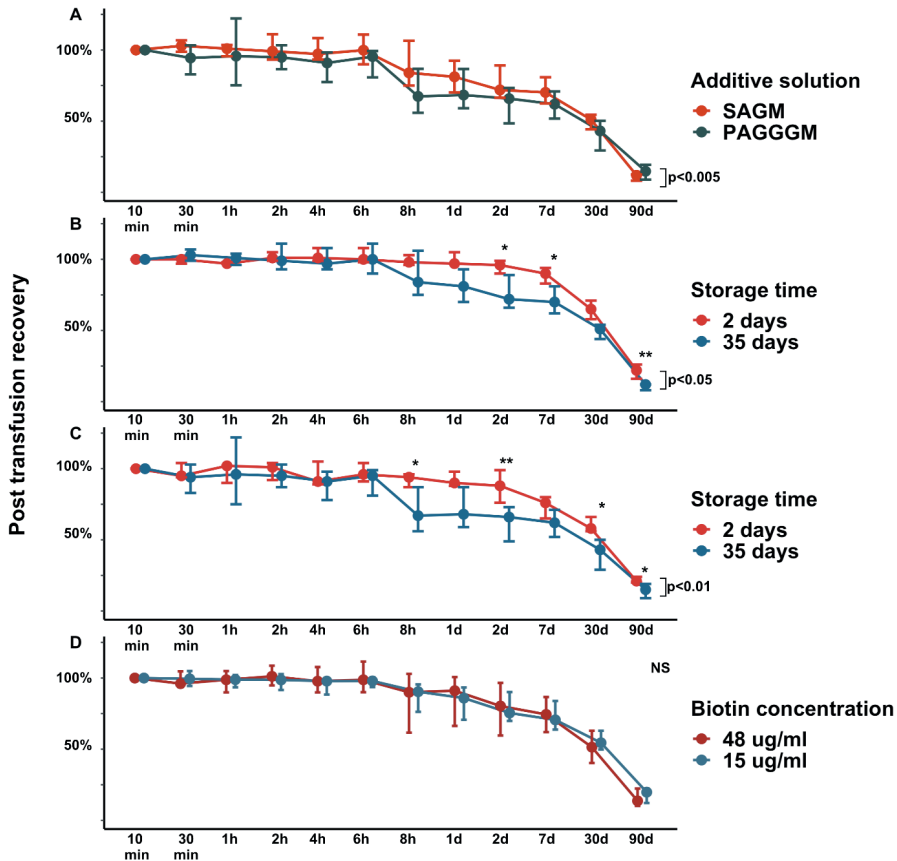 Post transfusion recovery
A
100%
50%
Additive solution
SAGM
PAGGGM
p<0.005
10 min 30 min 1h 2h 4h 6h 8h 1d 2d 7d 30d 90d
B
100%
50%
* * **
Storage time
2 days
35 days
p<0.05
10 min 30 min 1h 2h 4h 6h 8h 1d 2d 7d 30d 90d
C
100%
50%
* ** * *
Storage time
2 days
35 days
p<0.01
10 min 30 min 1h 2h 4h 6h 8h 1d 2d 7d 30d 90d
D
100%
50%
NS
Biotin concentration
48 ug/ml
15 ug/ml
10 min 30 min 1h 2h 4h 6h 8h 1d 2d 7d 30d 90d